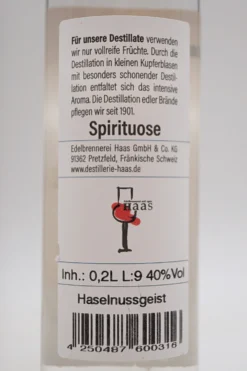 Für unsere Destillate verwenden
wir nur vollreife Früchte. Durch die
Destillation in kleinen Kupferblasen
mit besonders schonender Destil-
lation entfaltet sich das intensive
Aroma. Die Destillation edler Brände
pflegen wir seit 1901.
Spirituose
Edelbrennerei Haas GmbH & Co. KG
91362 Pretzfeld, Fränkische Schweiz
www.destillerie-haas.de
Haas
Inh.: 0,2L L:9 40%Vol
Haselnussgeist
4 250487 600316